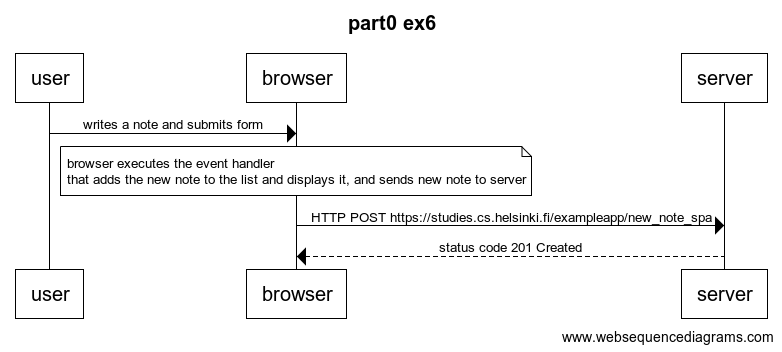 part0 ex6
user
browser
server
writes a note and submits form
browser executes the event handler
that adds the new note to the list and displays it, and sends new note to server
HTTP POST https://studies.cs.helsinki.fi/exampleapp/new_note_spa
status code 201 Created
user
browser
server
www.websequencediagrams.com